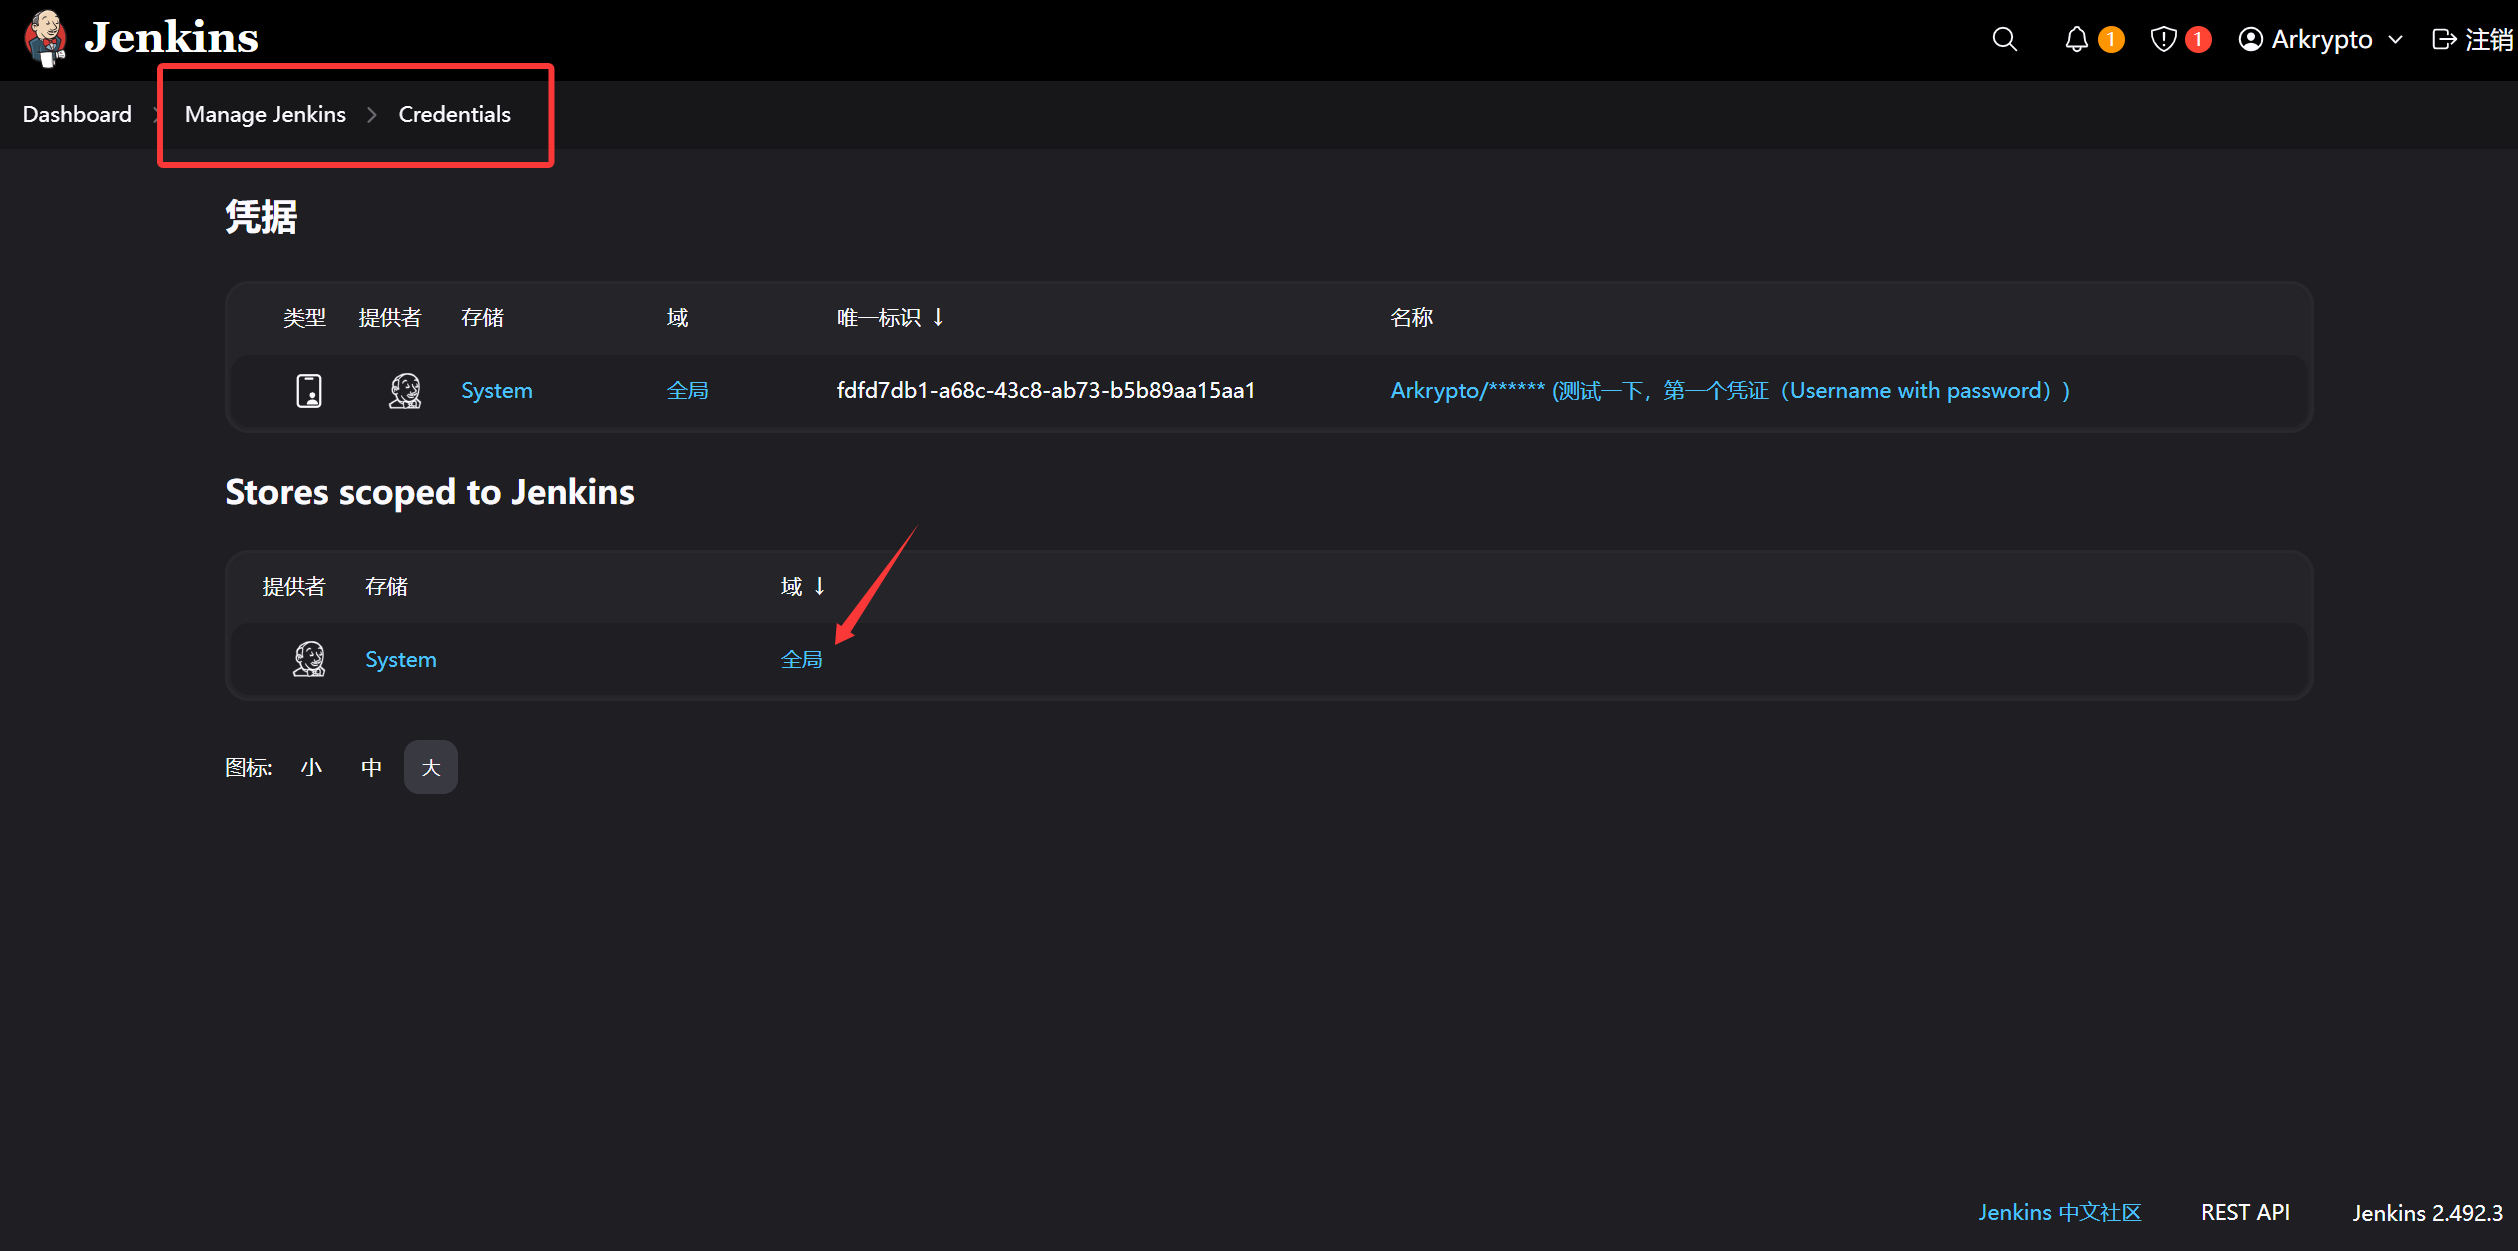 Jenkins
1
1
Arkrypto
注销
Dashboard
Manage Jenkins
Credentials
凭据
类型 提供者 存储 域 唯一标识 ↓ 名称
System 全局 fdfd7db1-a68c-43c8-ab73-b5b89aa15aa1 Arkrypto/****** (测试一下，第一个凭证（Username with password）)
Stores scoped to Jenkins
提供者 存储 域 ↓
System 全局
图标: 小 中 大
Jenkins 中文社区 REST API Jenkins 2.492.3